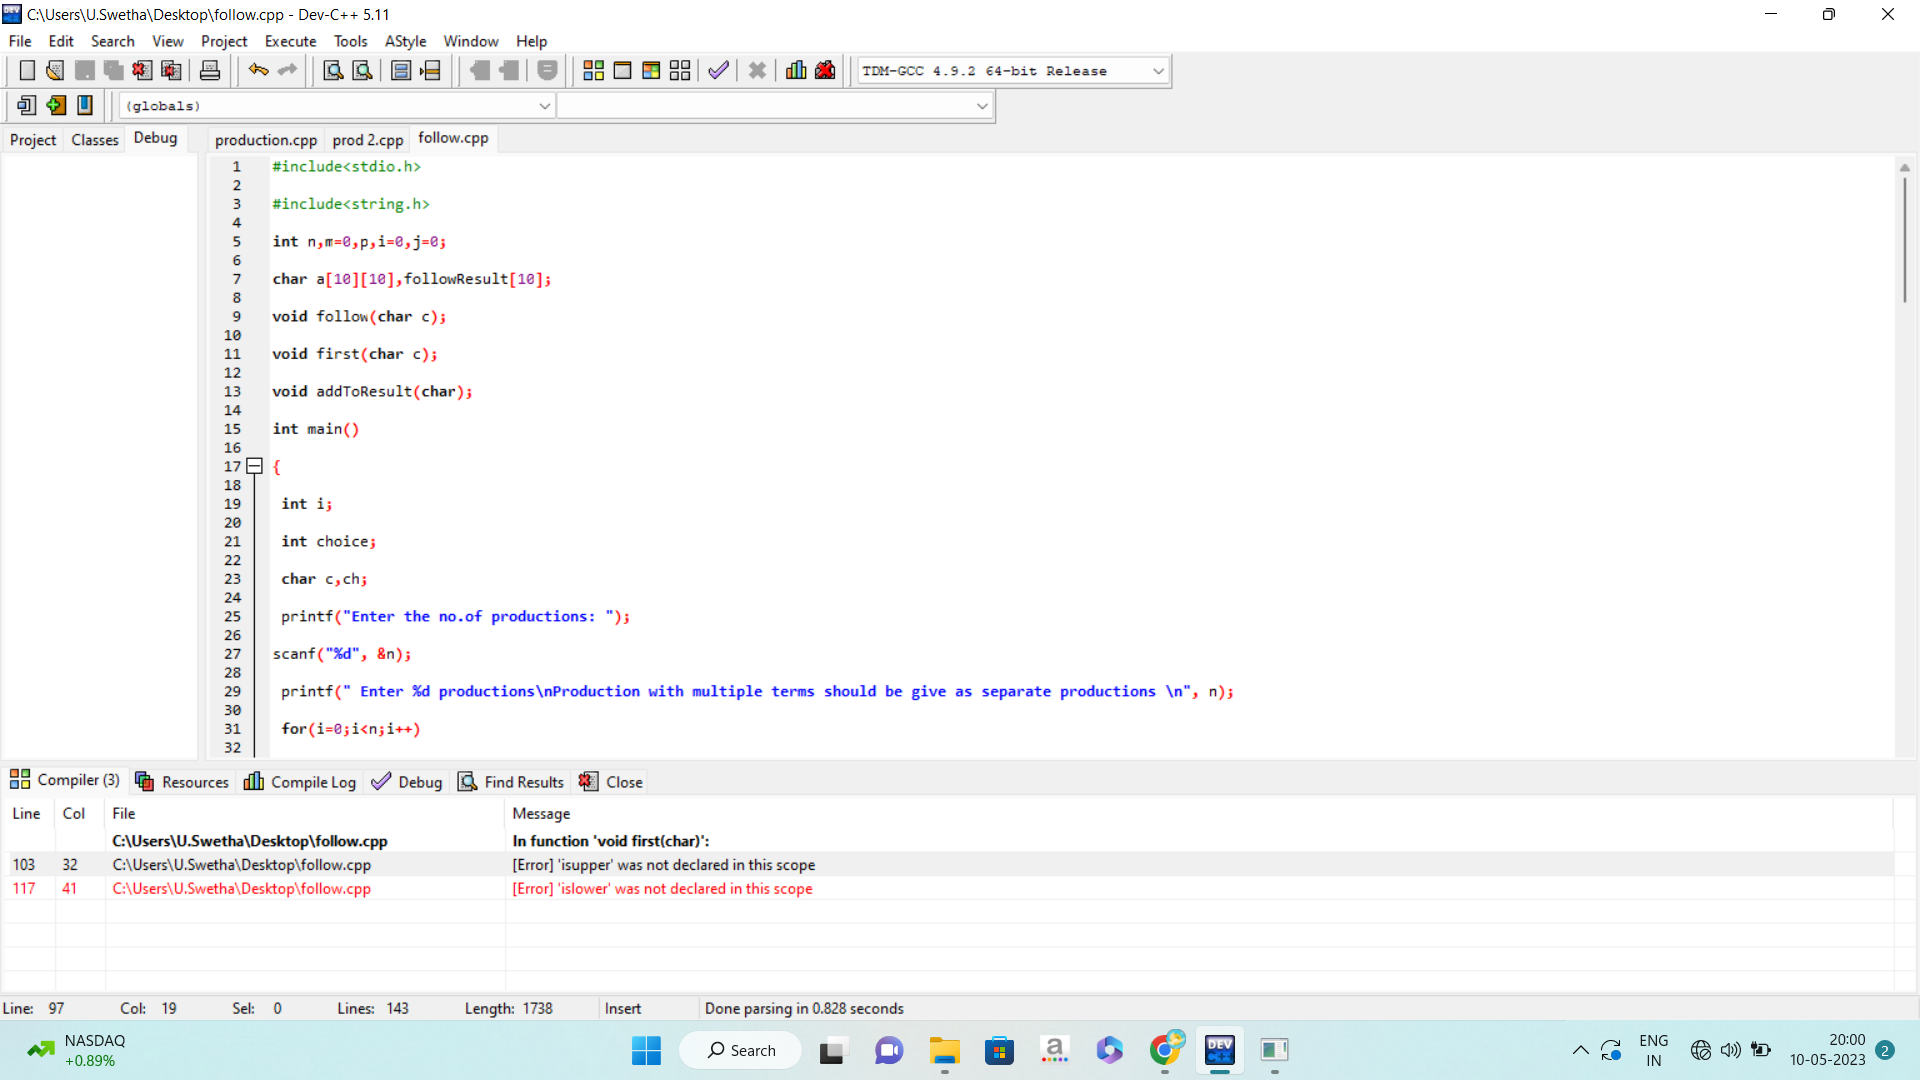 C:\Users\U.Swetha\Desktop\follow.cpp - Dev-C++ 5.11
File Edit Search View Project Execute Tools AStyle Window Help
TDM-GCC 4.9.2 64-bit Release
(globals)
Project Classes Debug production.cpp prod 2.cpp follow.cpp
1 #include<stdio.h>
2
3 #include<string.h>
4
5 int n,m=0,p,i=0,j=0;
6
7 char a[10][10],followResult[10];
8
9 void follow(char c);
10
11 void first(char c);
12
13 void addToResult(char);
14
15 int main()
16
17 {
18
19 int i;
20
21 int choice;
22
23 char c,ch;
24
25 printf("Enter the no.of productions: ");
26
27 scanf("%d", &n);
28
29 printf(" Enter %d productions\nProduction with multiple terms should be give as separate productions \n", n);
30
31 for(i=0;i<n;i++)
32
Compiler (3) Resources Compile Log Debug Find Results Close
Line Col File Message
C:\Users\U.Swetha\Desktop\follow.cpp In function 'void first(char)':
103 32 C:\Users\U.Swetha\Desktop\follow.cpp [Error] 'isupper' was not declared in this scope
117 41 C:\Users\U.Swetha\Desktop\follow.cpp [Error] 'islower' was not declared in this scope
Line: 97 Col: 19 Sel: 0 Lines: 143 Length: 1738 Insert Done parsing in 0.828 seconds
NASDAQ
+0.89%
Search
a
DEV
C++
ENG
IN
20:00
10-05-2023
2